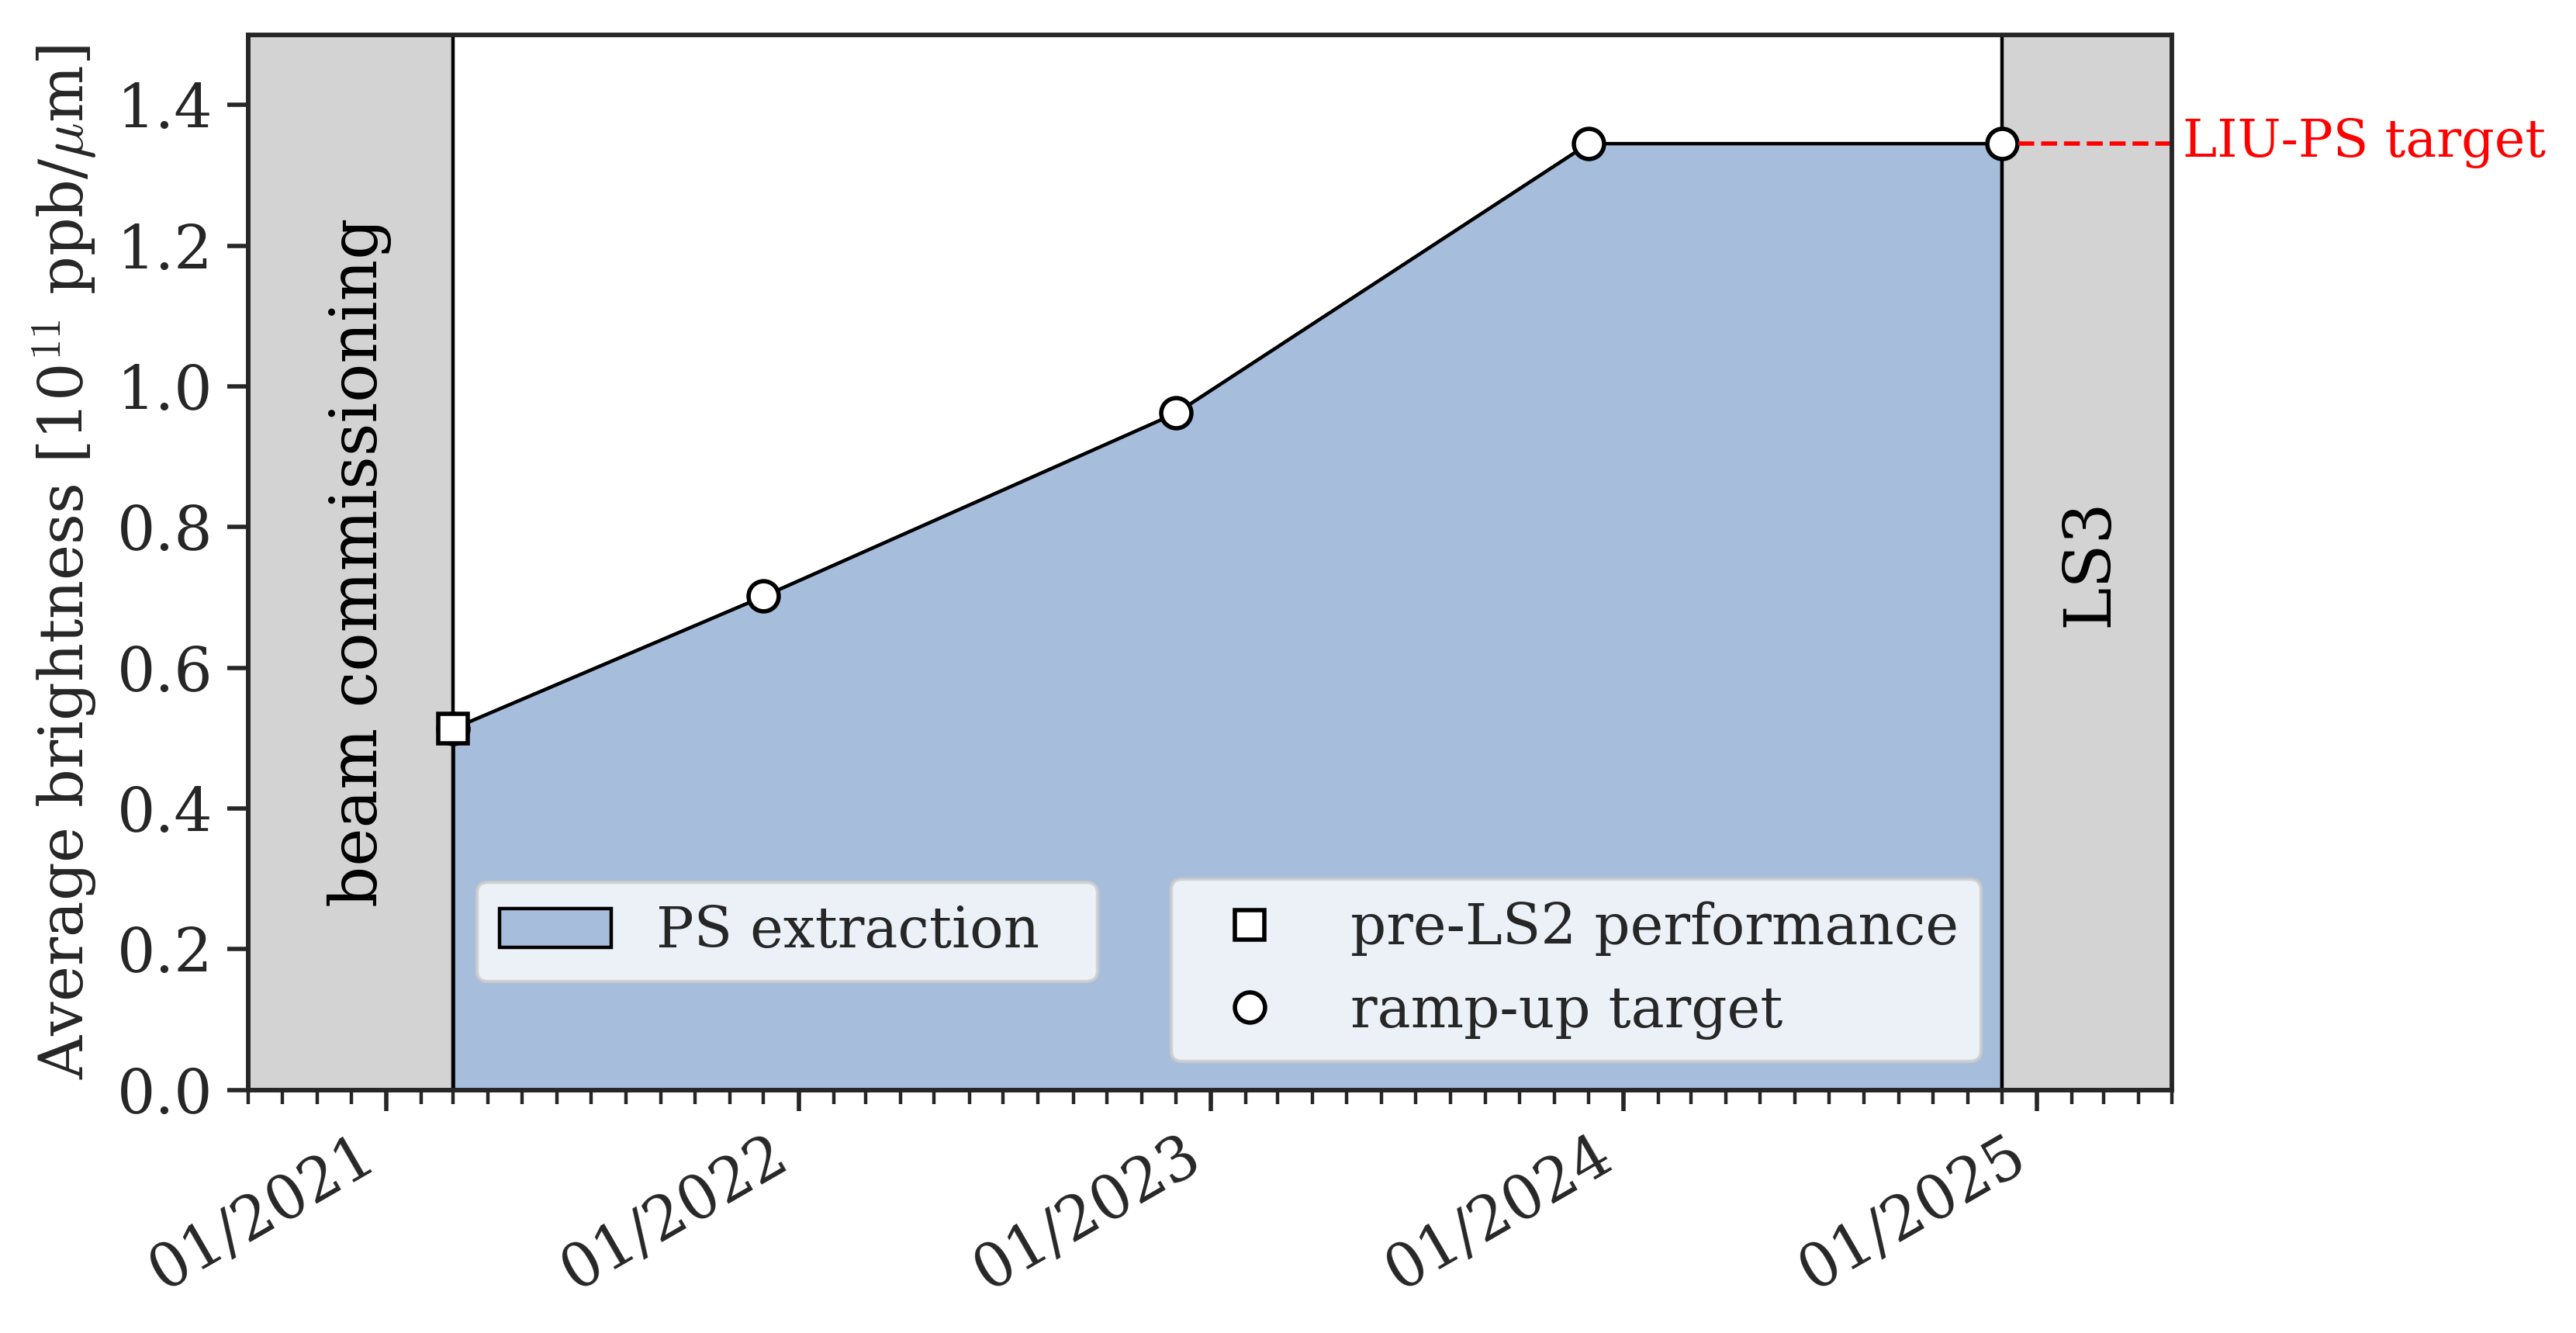 Average brightness [10¹¹ ppb/μm]
1.4
1.2
1.0
0.8
0.6
0.4
0.2
0.0
beam commissioning
LIU-PS target
LS3
PS extraction
pre-LS2 performance
ramp-up target
01/2021
01/2022
01/2023
01/2024
01/2025